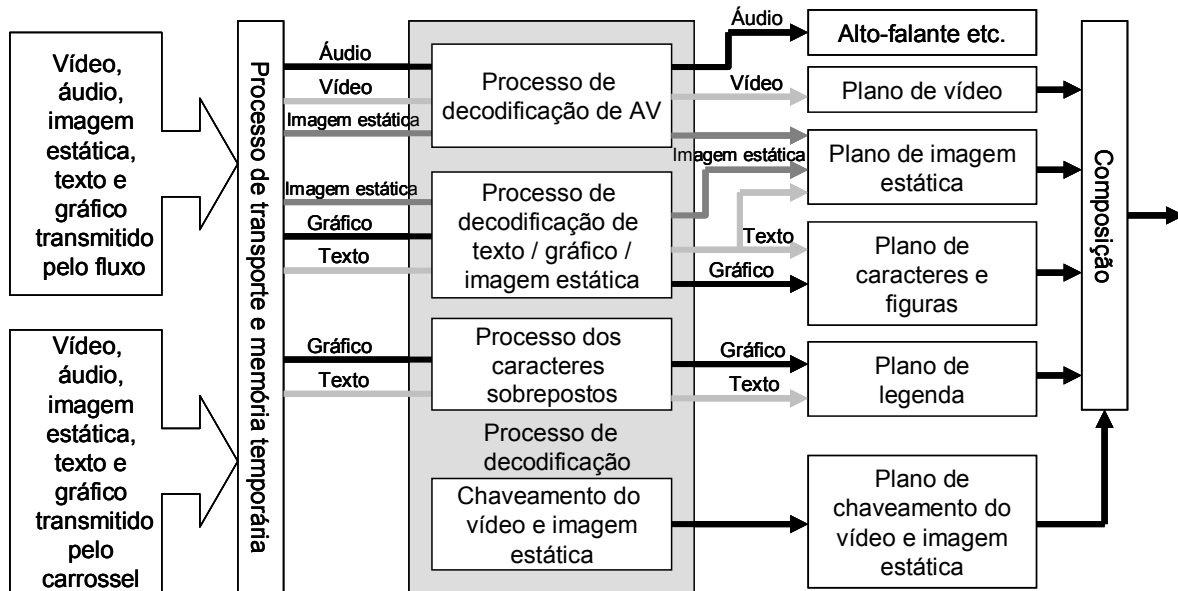 Vídeo,
áudio,
imagem
estática,
texto e
gráfico
transmitido
pelo fluxo
Vídeo,
áudio,
imagem
estática,
texto e
gráfico
transmitido
pelo
carrossel
Processo de transporte e memória temporária
Áudio
Vídeo
Imagem estática
Imagem estática
Gráfico
Texto
Gráfico
Texto
Processo de
decodificação de AV
Processo de
decodificação de
texto / gráfico /
imagem estática
Processo dos
caracteres
sobrepostos
Processo de
decodificação
Chaveamento do
vídeo e imagem
estática
Áudio
Vídeo
Imagem estática
Texto
Gráfico
Gráfico
Texto
Alto-falante etc.
Plano de vídeo
Plano de imagem
estática
Plano de
caracteres e
figuras
Plano de
legenda
Plano de
chaveamento do
vídeo e imagem
estática
Composição